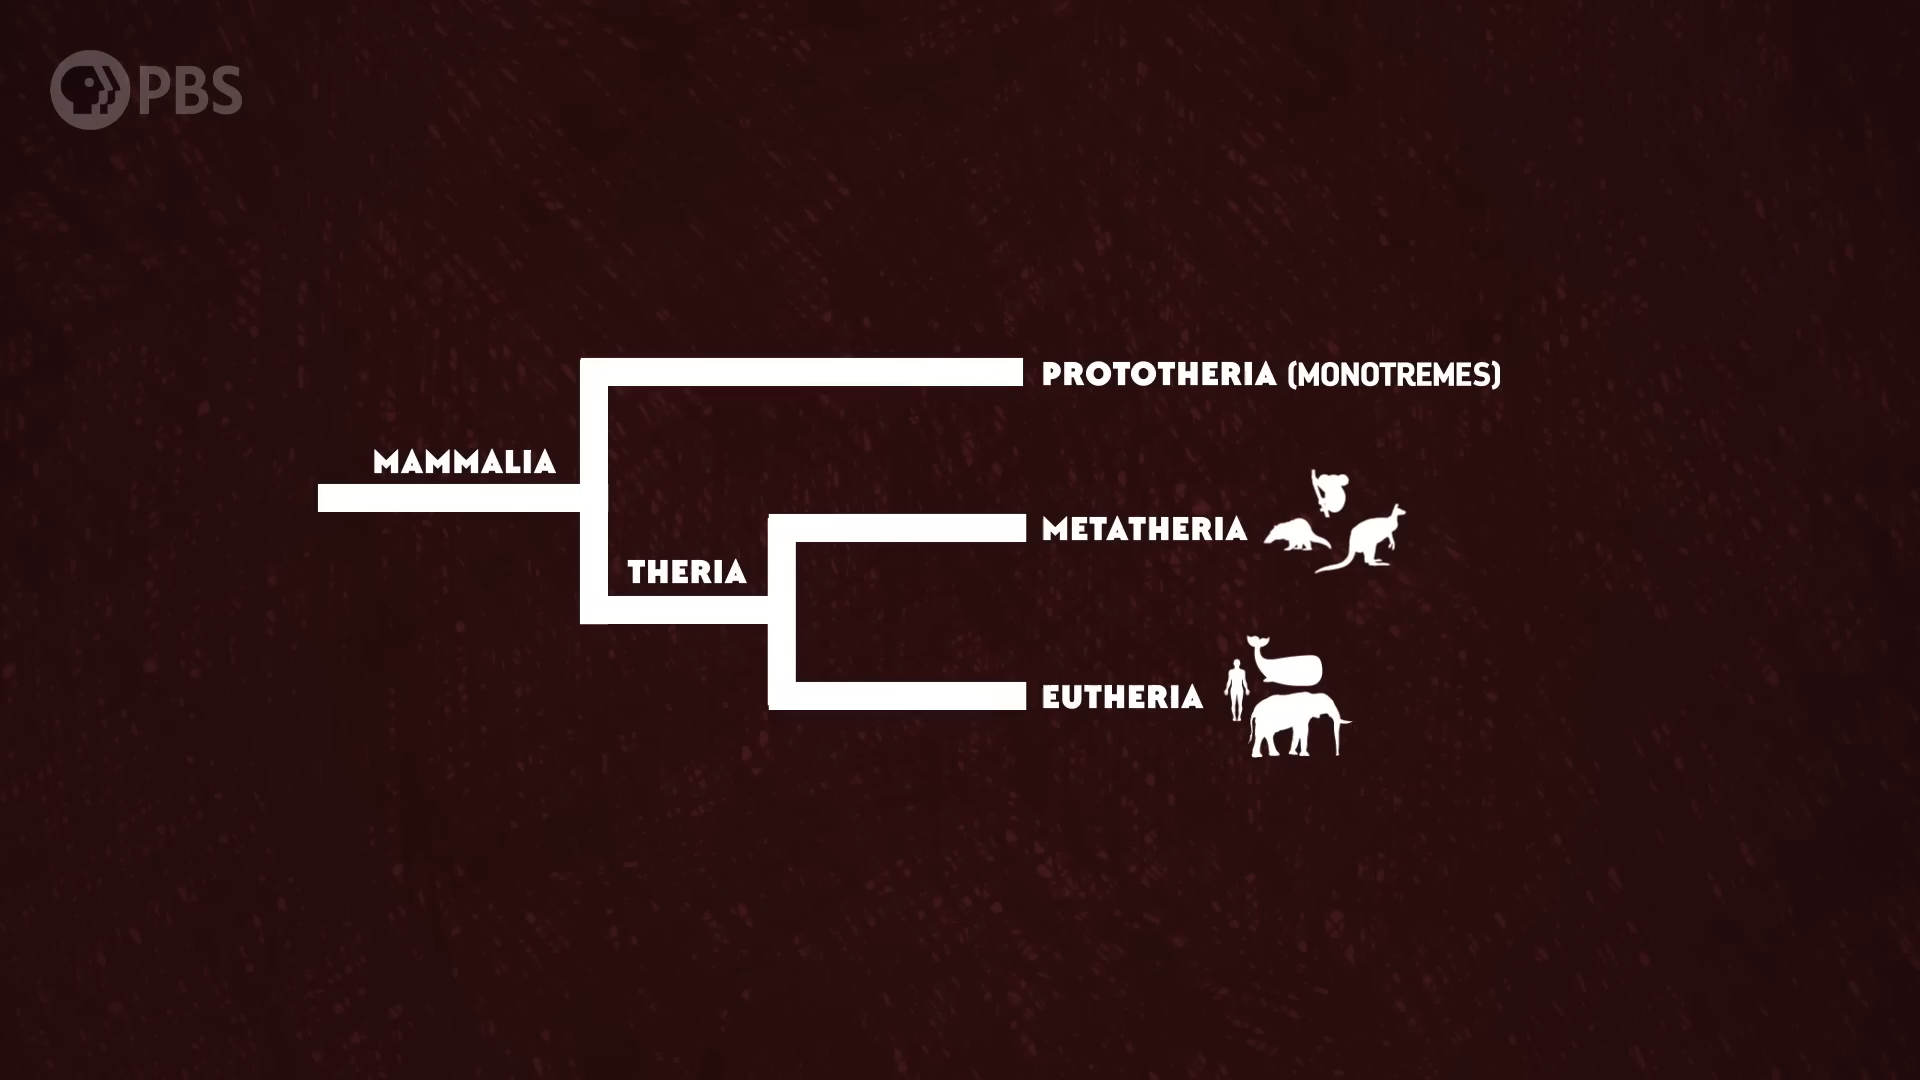 PBS
PROTOTHERIA (MONOTREMES)
MAMMALIA
METATHERIA
THERIA
EUTHERIA